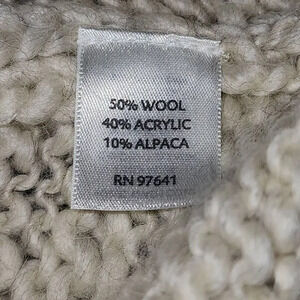 50% WOOL
40% ACRYLIC
10% ALPACA
RN 97641